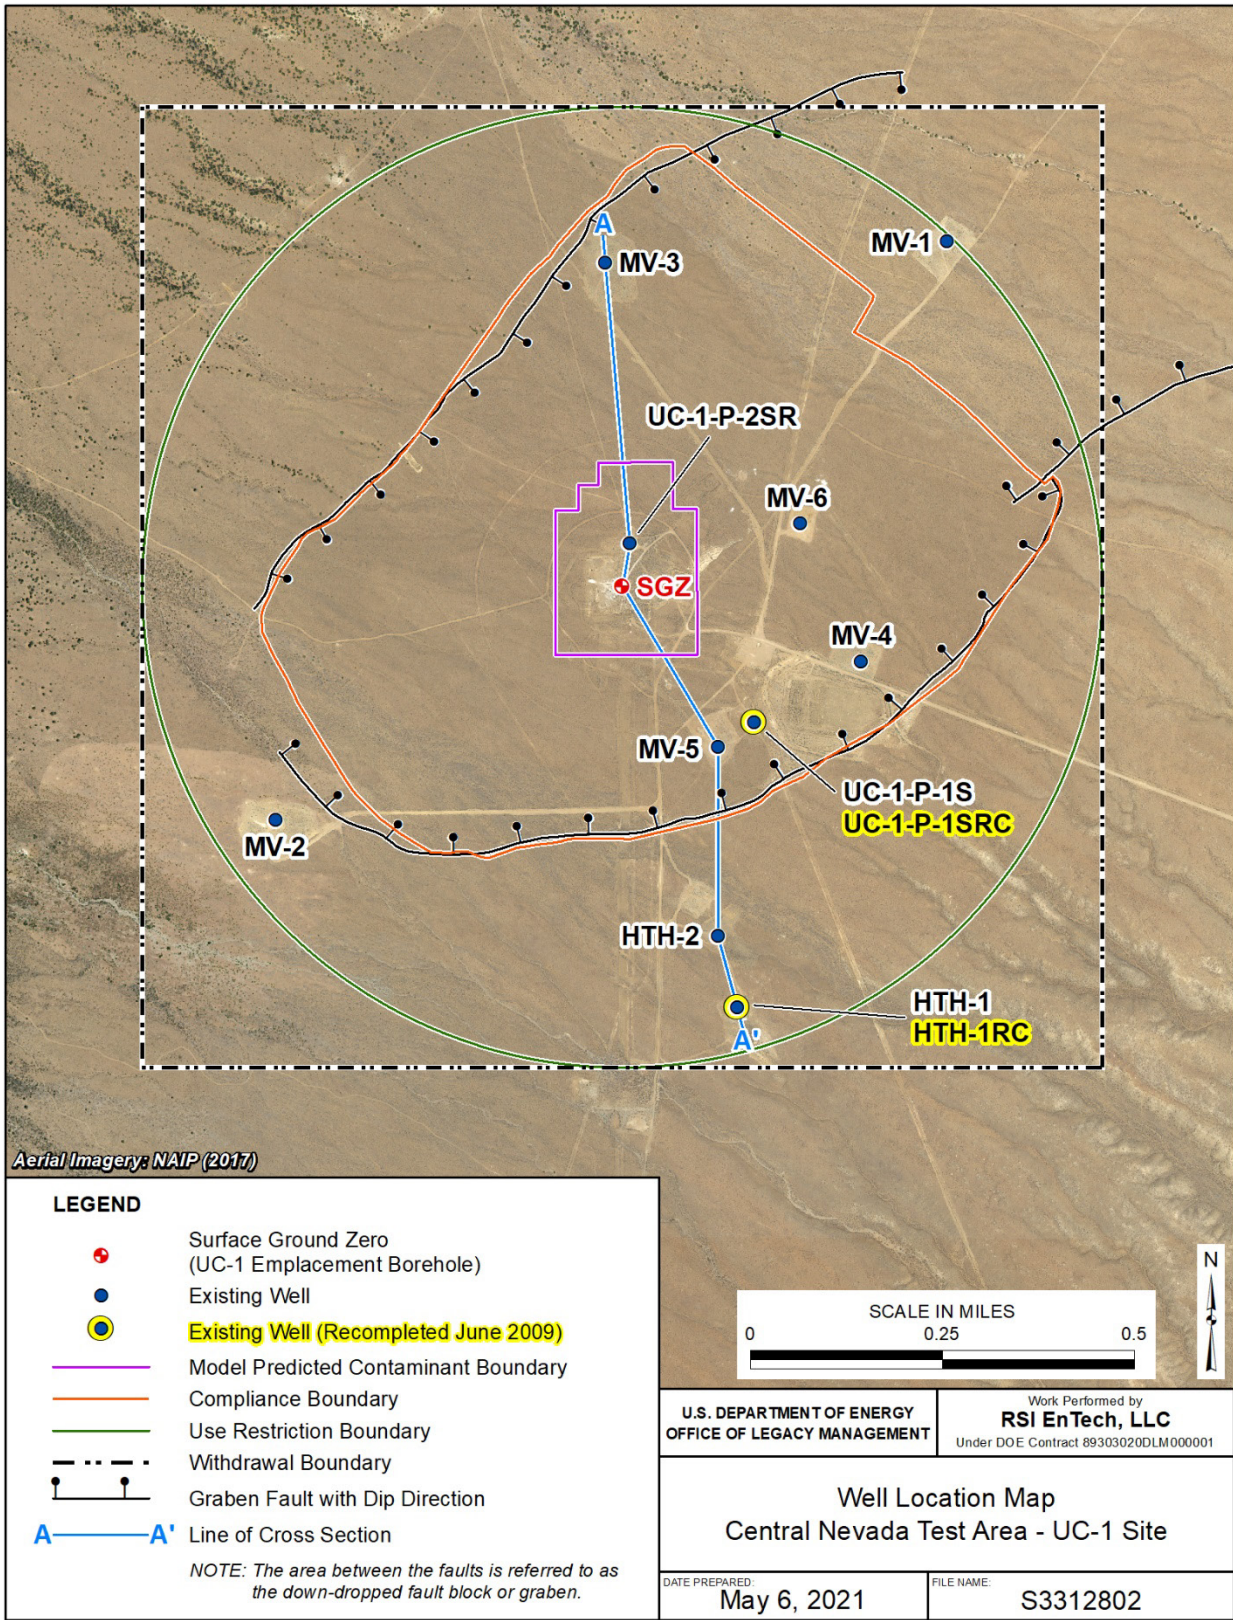 MV-1
A
MV-3
UC-1-P-2SR
MV-6
SGZ
MV-4
MV-5
UC-1-P-1S
UC-1-P-1SRC
MV-2
HTH-2
HTH-1
HTH-1RC
A'
Aerial Imagery: NAIP (2017)
LEGEND
Surface Ground Zero
(UC-1 Emplacement Borehole)
Existing Well
Existing Well (Recompleted June 2009)
Model Predicted Contaminant Boundary
Compliance Boundary
Use Restriction Boundary
Withdrawal Boundary
Graben Fault with Dip Direction
A A' Line of Cross Section
NOTE: The area between the faults is referred to as
the down-dropped fault block or graben.
N
SCALE IN MILES
0 0.25 0.5
U.S. DEPARTMENT OF ENERGY
OFFICE OF LEGACY MANAGEMENT
Work Performed by
RSI EnTech, LLC
Under DOE Contract 89303020DLM000001
Well Location Map
Central Nevada Test Area - UC-1 Site
DATE PREPARED:
May 6, 2021
FILE NAME:
S3312802